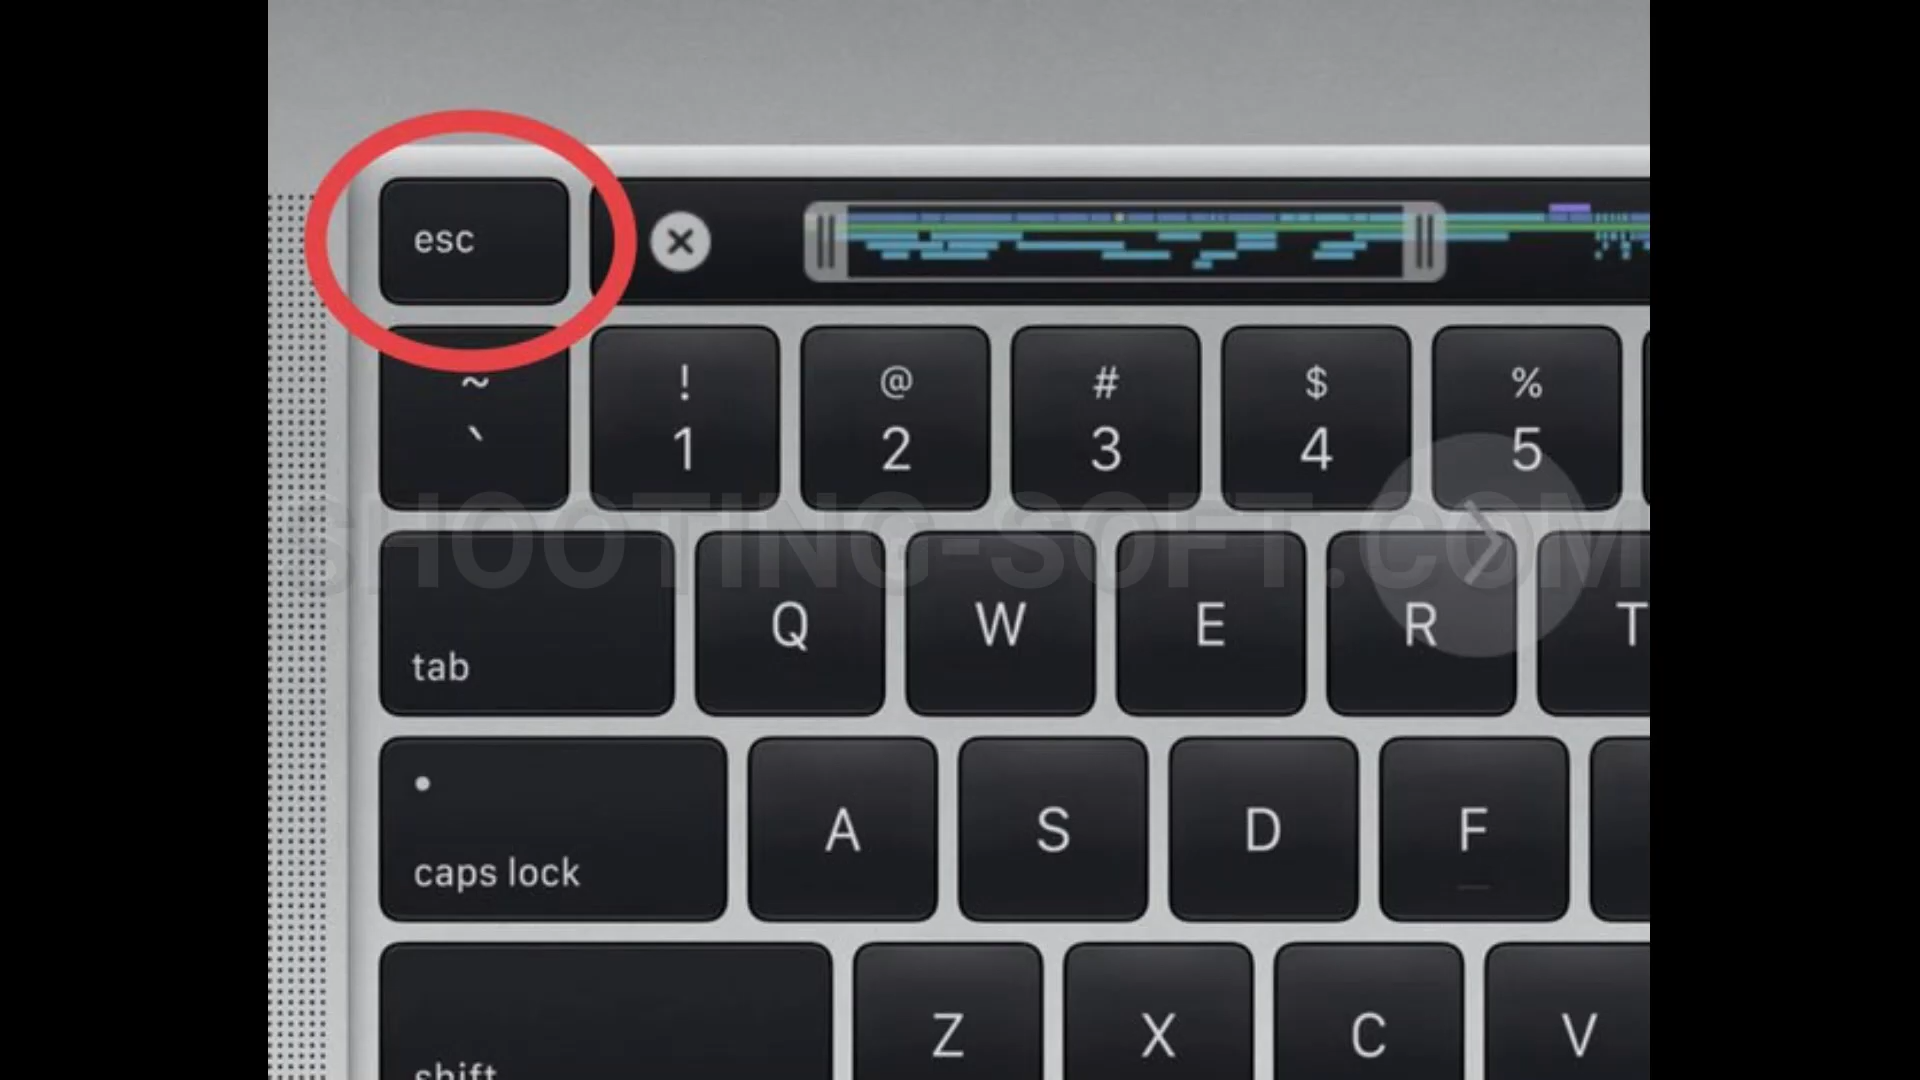 esc
~ ! @ # $ %
` 1 2 3 4 5
SHOOTING-SOFT.COM
Q W E R T
tab
A S D F
caps lock
Z X C V
shift